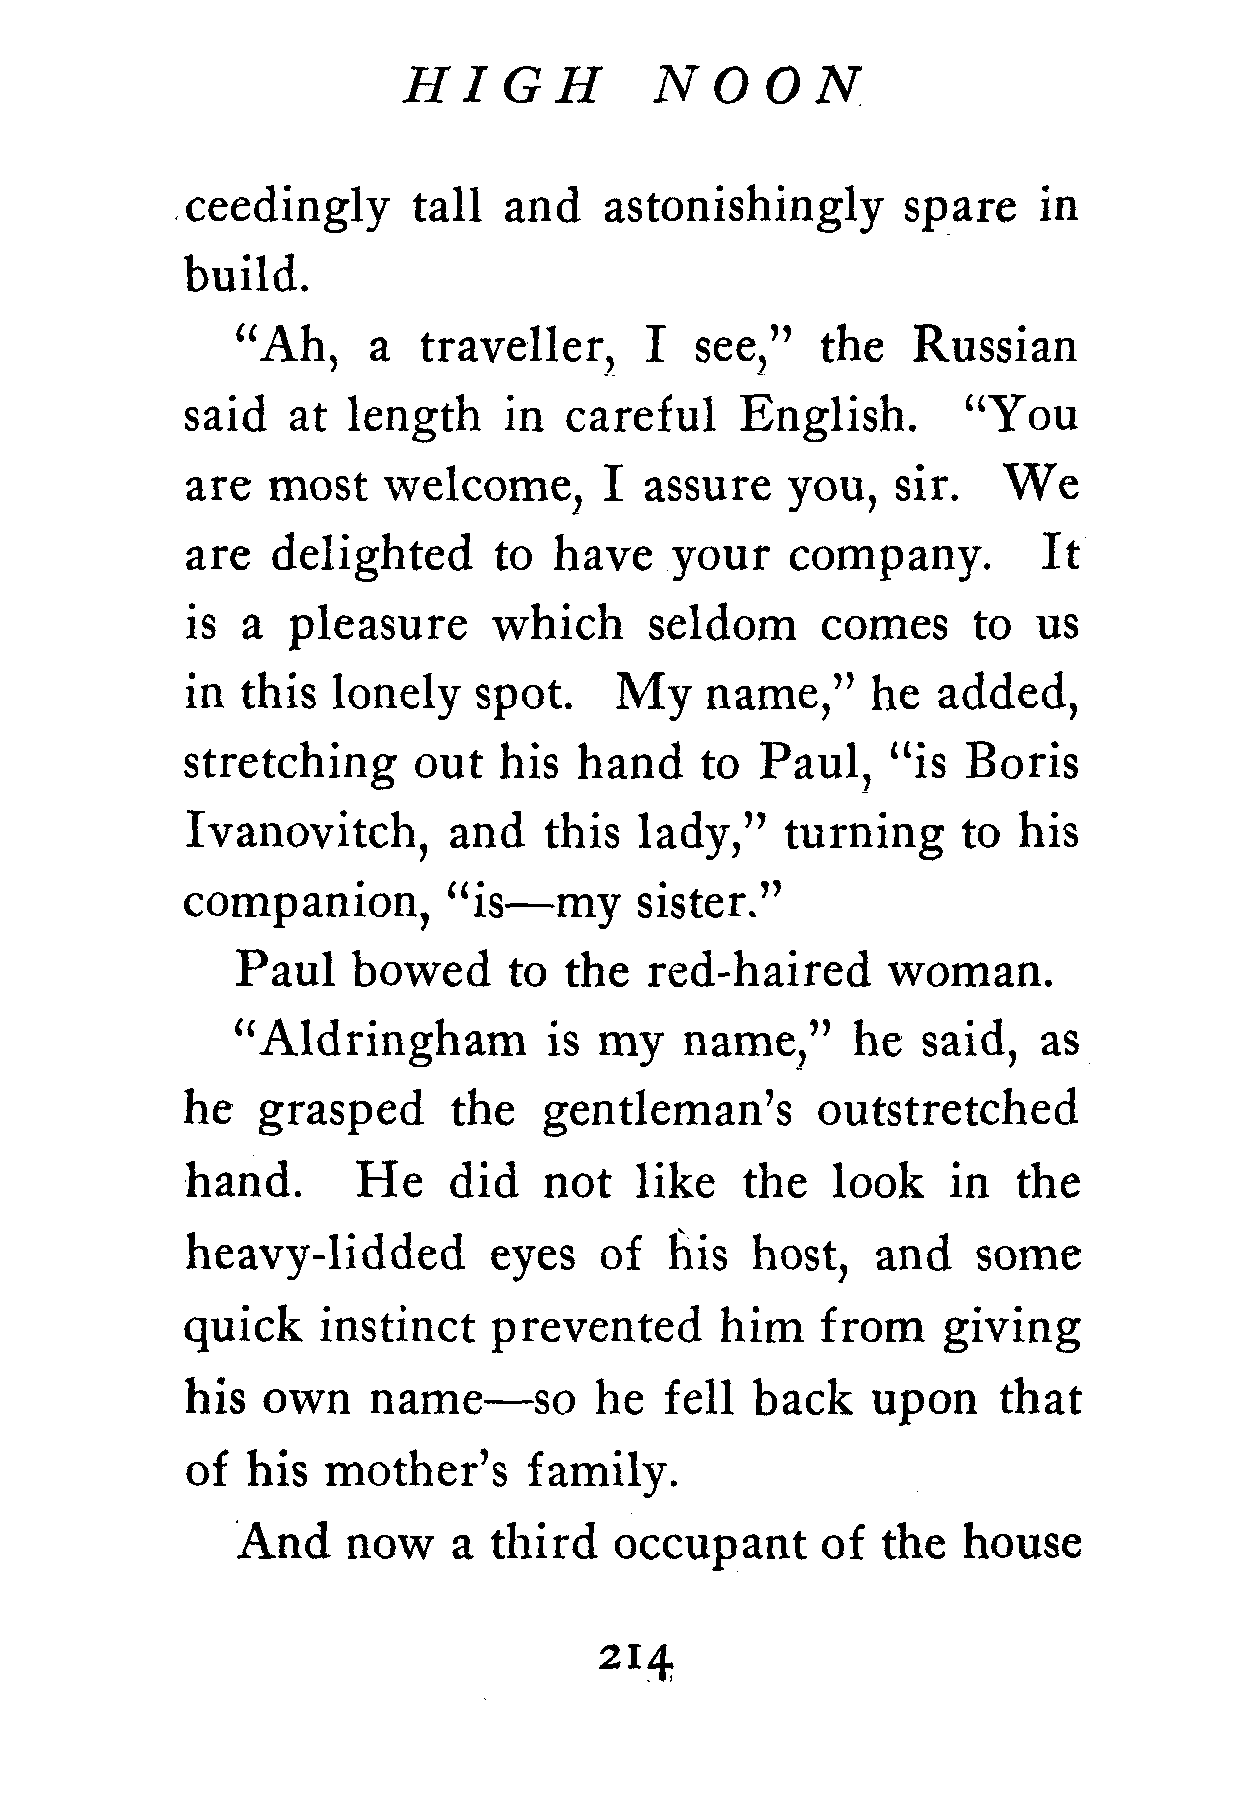 HIGH NOON
ceedingly tall and astonishingly spare in
build.
“Ah, a traveller, I see,” the Russian
said at length in careful English. “You
are most welcome, I assure you, sir. We
are delighted to have your company. It
is a pleasure which seldom comes to us
in this lonely spot. My name,” he added,
stretching out his hand to Paul, “is Boris
Ivanovitch, and this lady,” turning to his
companion, “is—my sister.”
Paul bowed to the red-haired woman.
“Aldringham is my name,” he said, as
he grasped the gentleman’s outstretched
hand. He did not like the look in the
heavy-lidded eyes of his host, and some
quick instinct prevented him from giving
his own name—so he fell back upon that
of his mother’s family.
And now a third occupant of the house
214